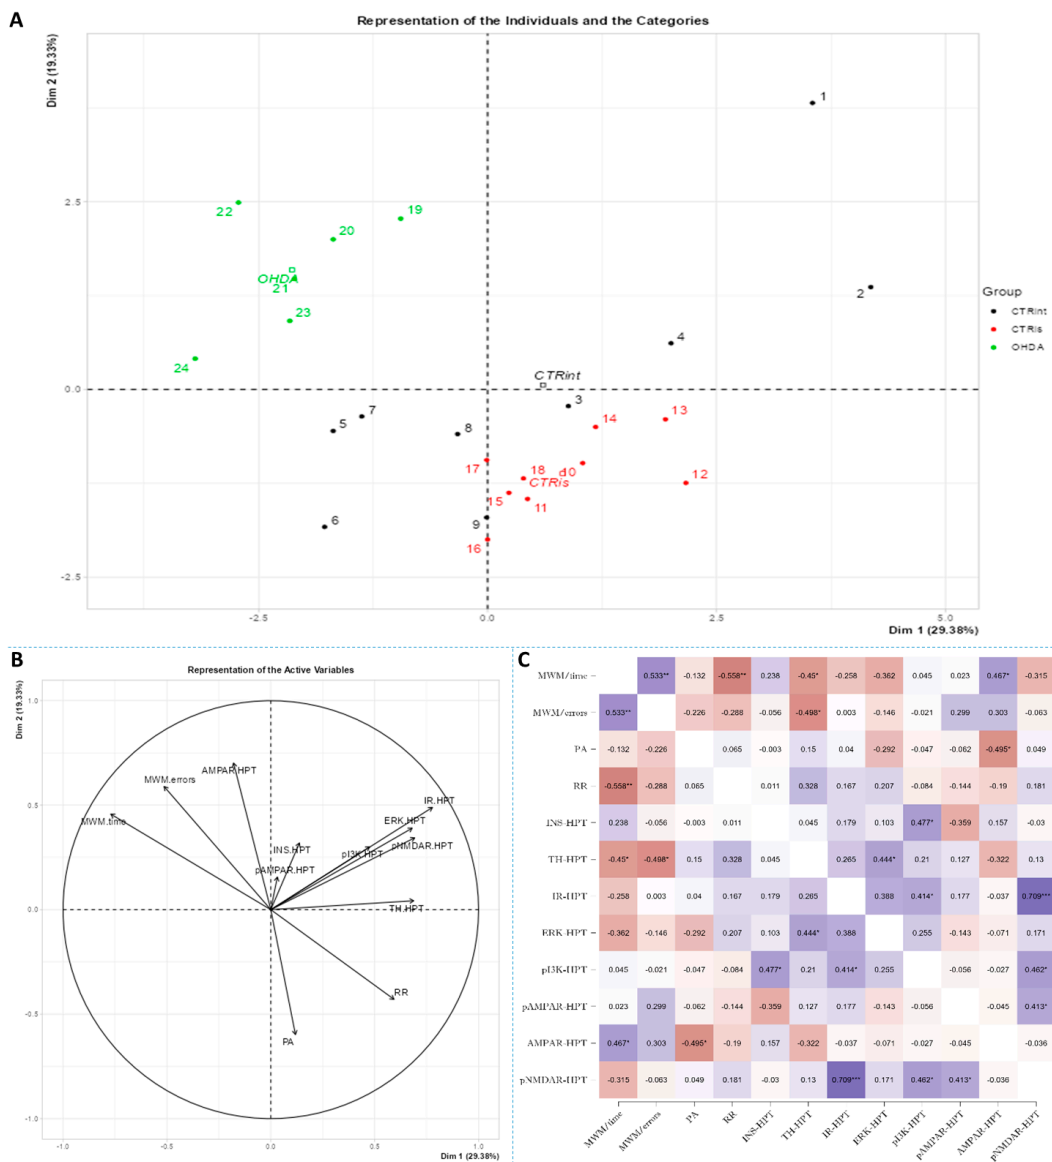 A
Representation of the Individuals and the Categories
Dim 2 (19.33%)
1
2.5
22
19
20
OHDA
21
2
23
4
24
0.0
CTRint
3
13
7
14
5
8
17
18
10
12
CTRis
15
11
9
6
16
-2.5
-2.5
0.0
2.5
5.0
Dim 1 (29.38%)
Group
CTRint
CTRis
OHDA
B
Representation of the Active Variables
Dim 2 (19.33%)
1.0
AMPAR.HPT
MWM.errors
0.5
IR.HPT
MWM.time
ERK.HPT
INS.HPT
pI3K.HPT
pNMDAR.HPT
pAMPAR.HPT
0.0
TH.HPT
RR
-0.5
PA
-1.0
-1.0
-0.5
0.0
0.5
1.0
Dim 1 (29.38%)
C
MWM/time 0.533** -0.132 -0.558** 0.238 -0.45* -0.258 -0.362 0.045 0.023 0.467* -0.315
MWM/errors 0.533** -0.226 -0.288 -0.056 -0.498* 0.003 -0.146 -0.021 0.299 0.303 -0.063
PA -0.132 -0.226 0.065 -0.003 0.15 0.04 -0.292 -0.047 -0.062 -0.495* 0.049
RR -0.558** -0.288 0.065 0.011 0.328 0.167 0.207 -0.084 -0.144 -0.19 0.181
INS-HPT 0.238 -0.056 -0.003 0.011 0.045 0.179 0.103 0.477* -0.359 0.157 -0.03
TH-HPT -0.45* -0.498* 0.15 0.328 0.045 0.265 0.444* 0.21 0.127 -0.322 0.13
IR-HPT -0.258 0.003 0.04 0.167 0.179 0.265 0.388 0.414* 0.177 -0.037 0.709***
ERK-HPT -0.362 -0.146 -0.292 0.207 0.103 0.444* 0.388 0.255 -0.143 -0.071 0.171
pI3K-HPT 0.045 -0.021 -0.047 -0.084 0.477* 0.21 0.414* 0.255 -0.056 -0.027 0.462*
pAMPAR-HPT 0.023 0.299 -0.062 -0.144 -0.359 0.127 0.177 -0.143 -0.056 -0.045 0.413*
AMPAR-HPT 0.467* 0.303 -0.495* -0.19 0.157 -0.322 -0.037 -0.071 -0.027 -0.045 -0.036
pNMDAR-HPT -0.315 -0.063 0.049 0.181 -0.03 0.13 0.709*** 0.171 0.462* 0.413* -0.036
MWM/time MWM/errors PA RR INS-HPT TH-HPT IR-HPT ERK-HPT pI3K-HPT pAMPAR-HPT AMPAR-HPT pNMDAR-HPT